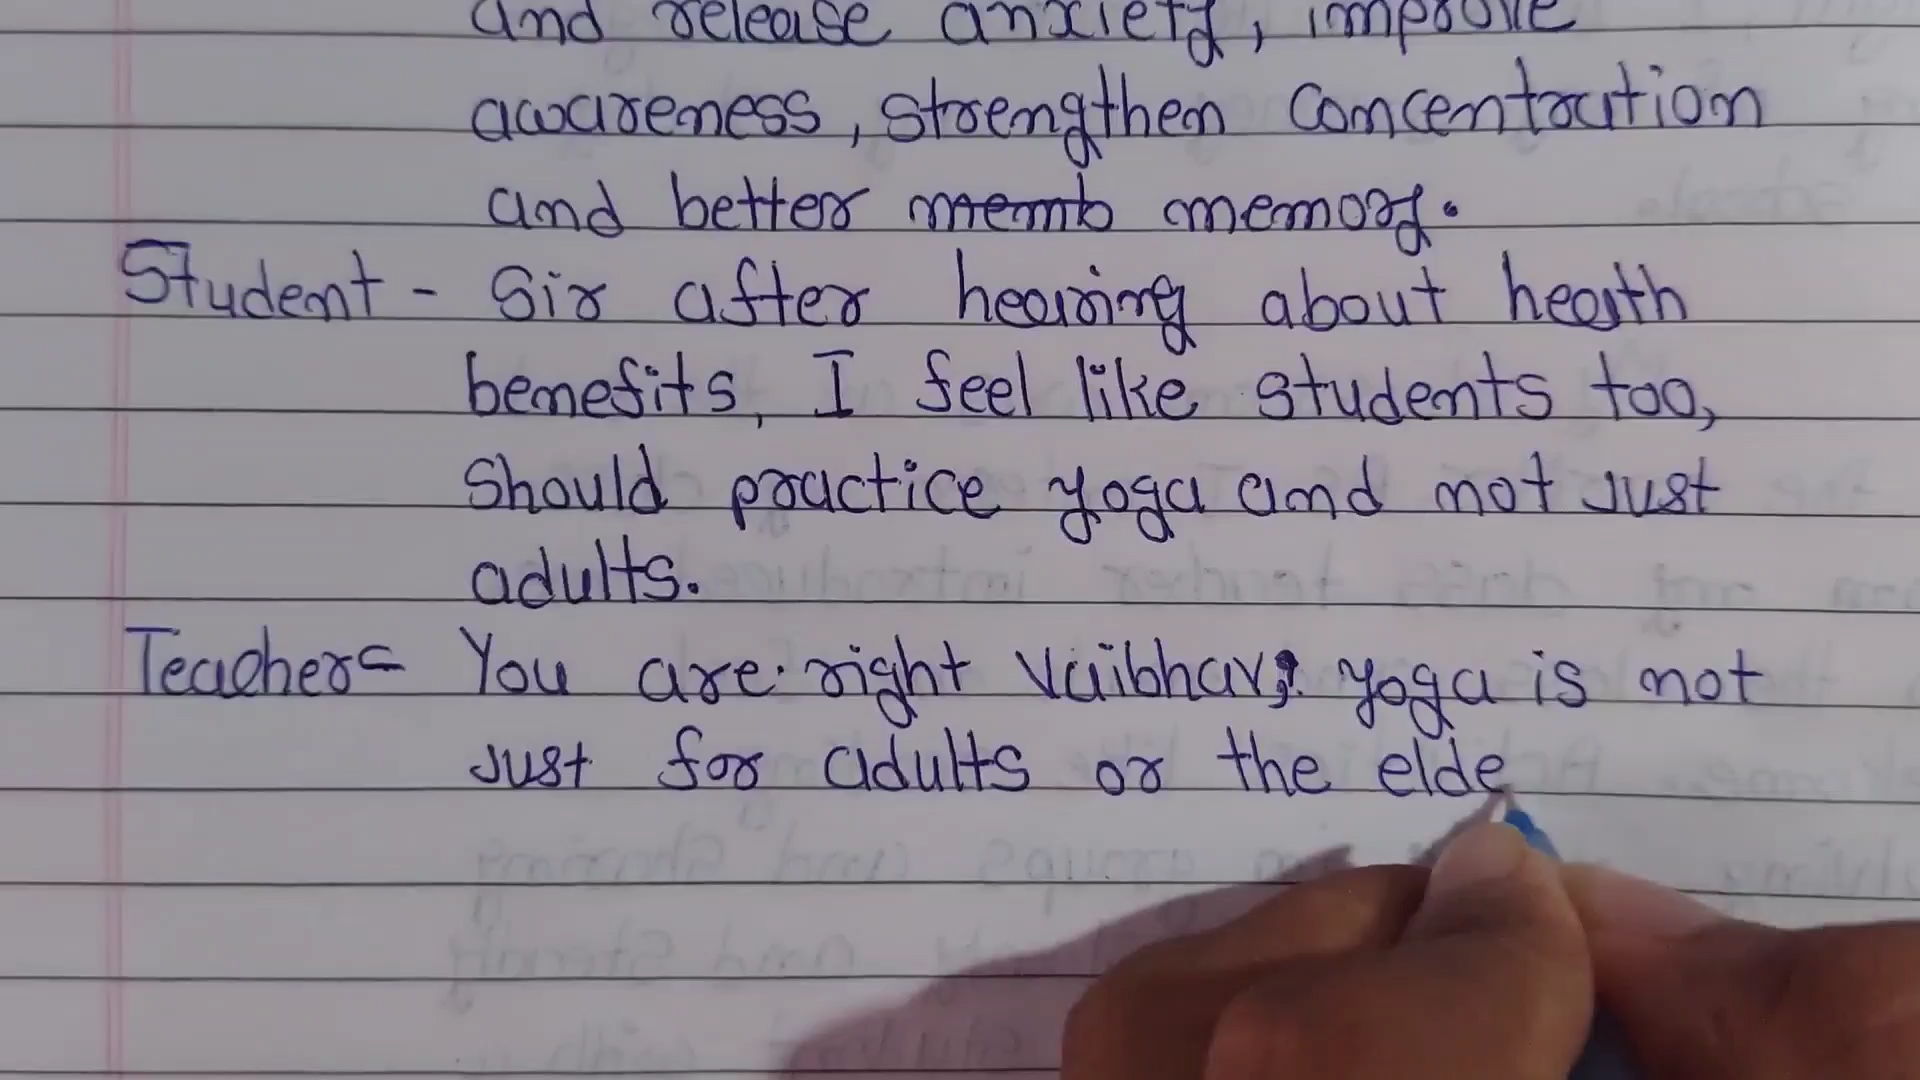 and release anxiety, improve
awareness, strengthen concentration
and better memb memory.
Student - Sir after hearing about heath
benefits, I feel like students too,
should practice yoga and not just
adults.
Teacher= You are right Vaibhav, yoga is not
just for adults or the elde